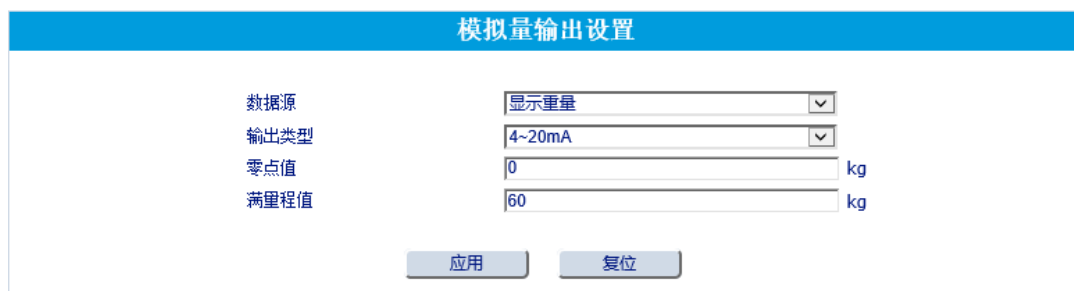 模拟量输出设置
数据源 显示重量
输出类型 4~20mA
零点值 0 kg
满量程值 60 kg
应用 复位